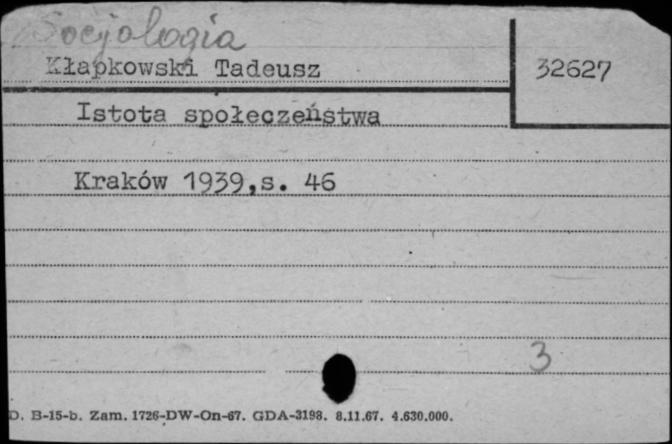 Socjologia
Kłapkowski Tadeusz
32627
Istota społeczeństwa
Kraków 1939,s. 46
3
D. B-15-b. Zam. 1726-DW-On-67. GDA-3198. 8.11.67. 4.630.000.